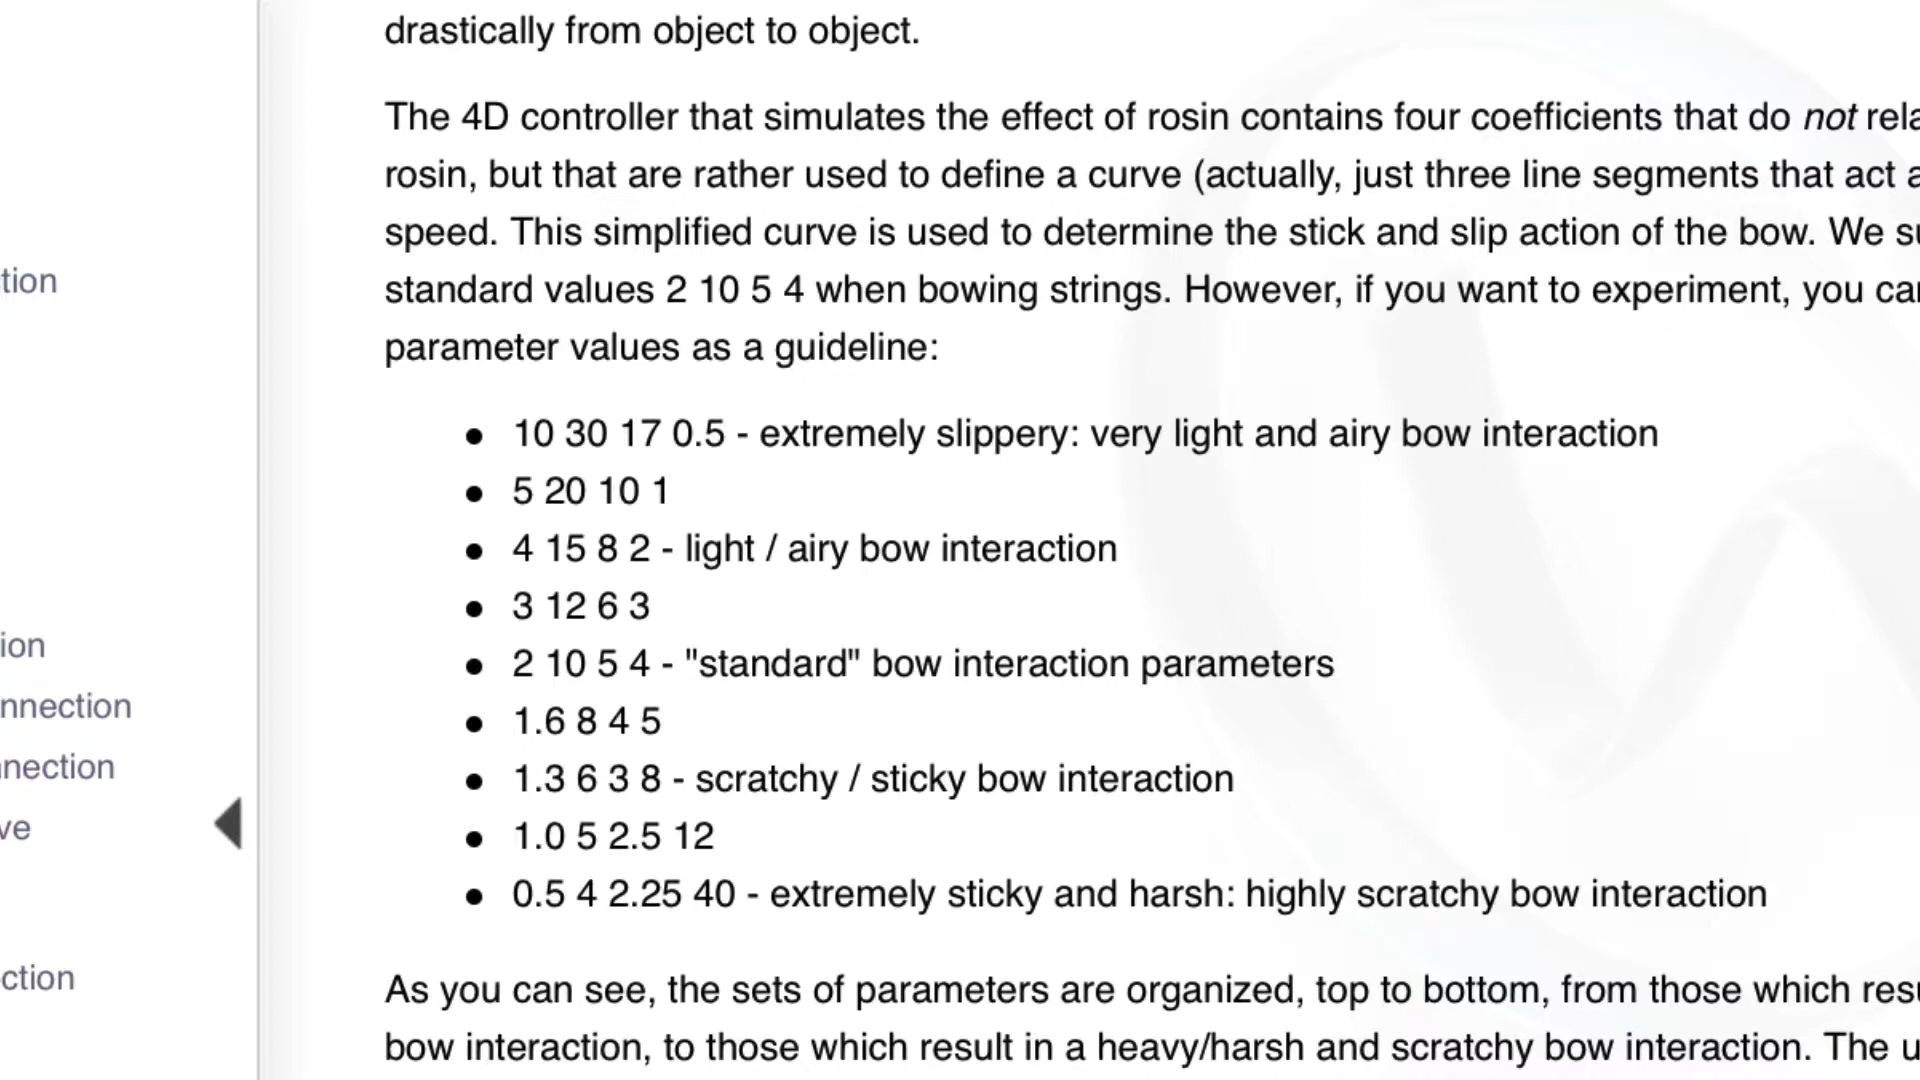 drastically from object to object.
The 4D controller that simulates the effect of rosin contains four coefficients that do not rela
rosin, but that are rather used to define a curve (actually, just three line segments that act a
speed. This simplified curve is used to determine the stick and slip action of the bow. We su
standard values 2 10 5 4 when bowing strings. However, if you want to experiment, you can
parameter values as a guideline:
● 10 30 17 0.5 - extremely slippery: very light and airy bow interaction
● 5 20 10 1
● 4 15 8 2 - light / airy bow interaction
● 3 12 6 3
● 2 10 5 4 - "standard" bow interaction parameters
● 1.6 8 4 5
● 1.3 6 3 8 - scratchy / sticky bow interaction
● 1.0 5 2.5 12
● 0.5 4 2.25 40 - extremely sticky and harsh: highly scratchy bow interaction
As you can see, the sets of parameters are organized, top to bottom, from those which resu
bow interaction, to those which result in a heavy/harsh and scratchy bow interaction. The u
tion
ion
nnection
nnection
ve
ction